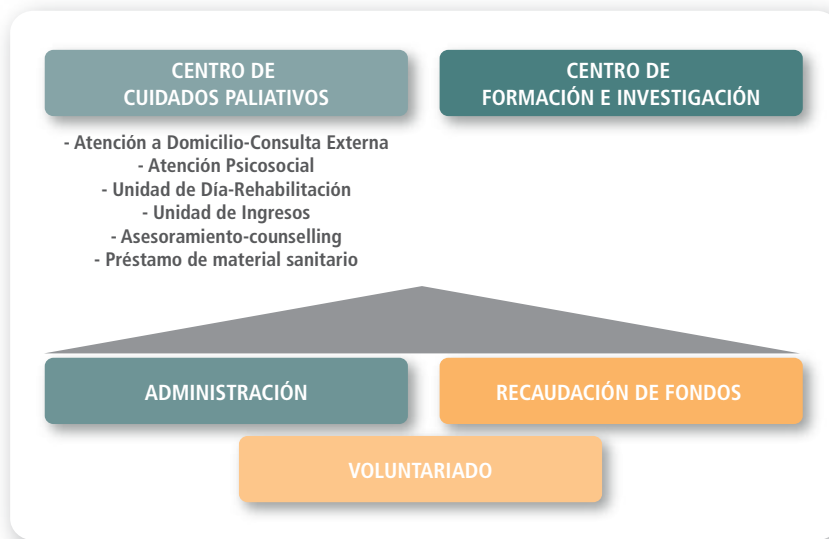 CENTRO DE
CUIDADOS PALIATIVOS
CENTRO DE
FORMACIÓN E INVESTIGACIÓN
- Atención a Domicilio-Consulta Externa
- Atención Psicosocial
- Unidad de Día-Rehabilitación
- Unidad de Ingresos
- Asesoramiento-counselling
- Préstamo de material sanitario
ADMINISTRACIÓN
RECAUDACIÓN DE FONDOS
VOLUNTARIADO